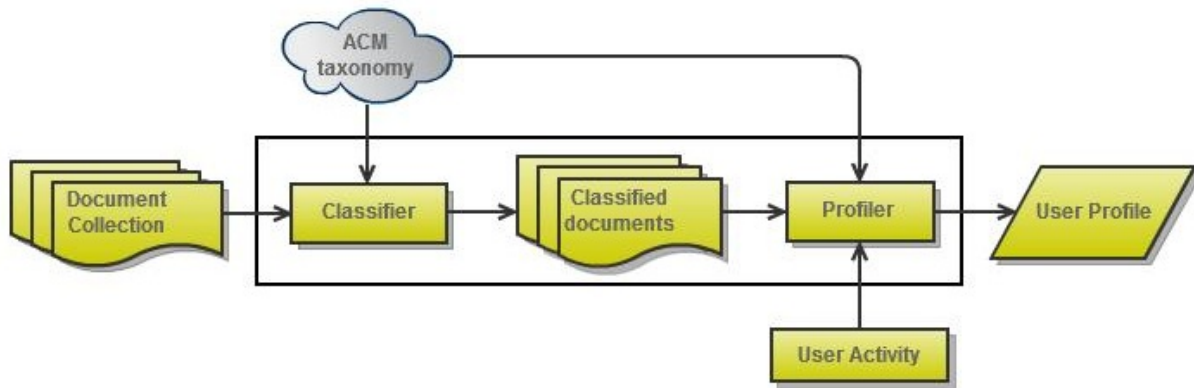 ACM
taxonomy
Document
Collection
Classifier
Classified
documents
Profiler
User Profile
User Activity